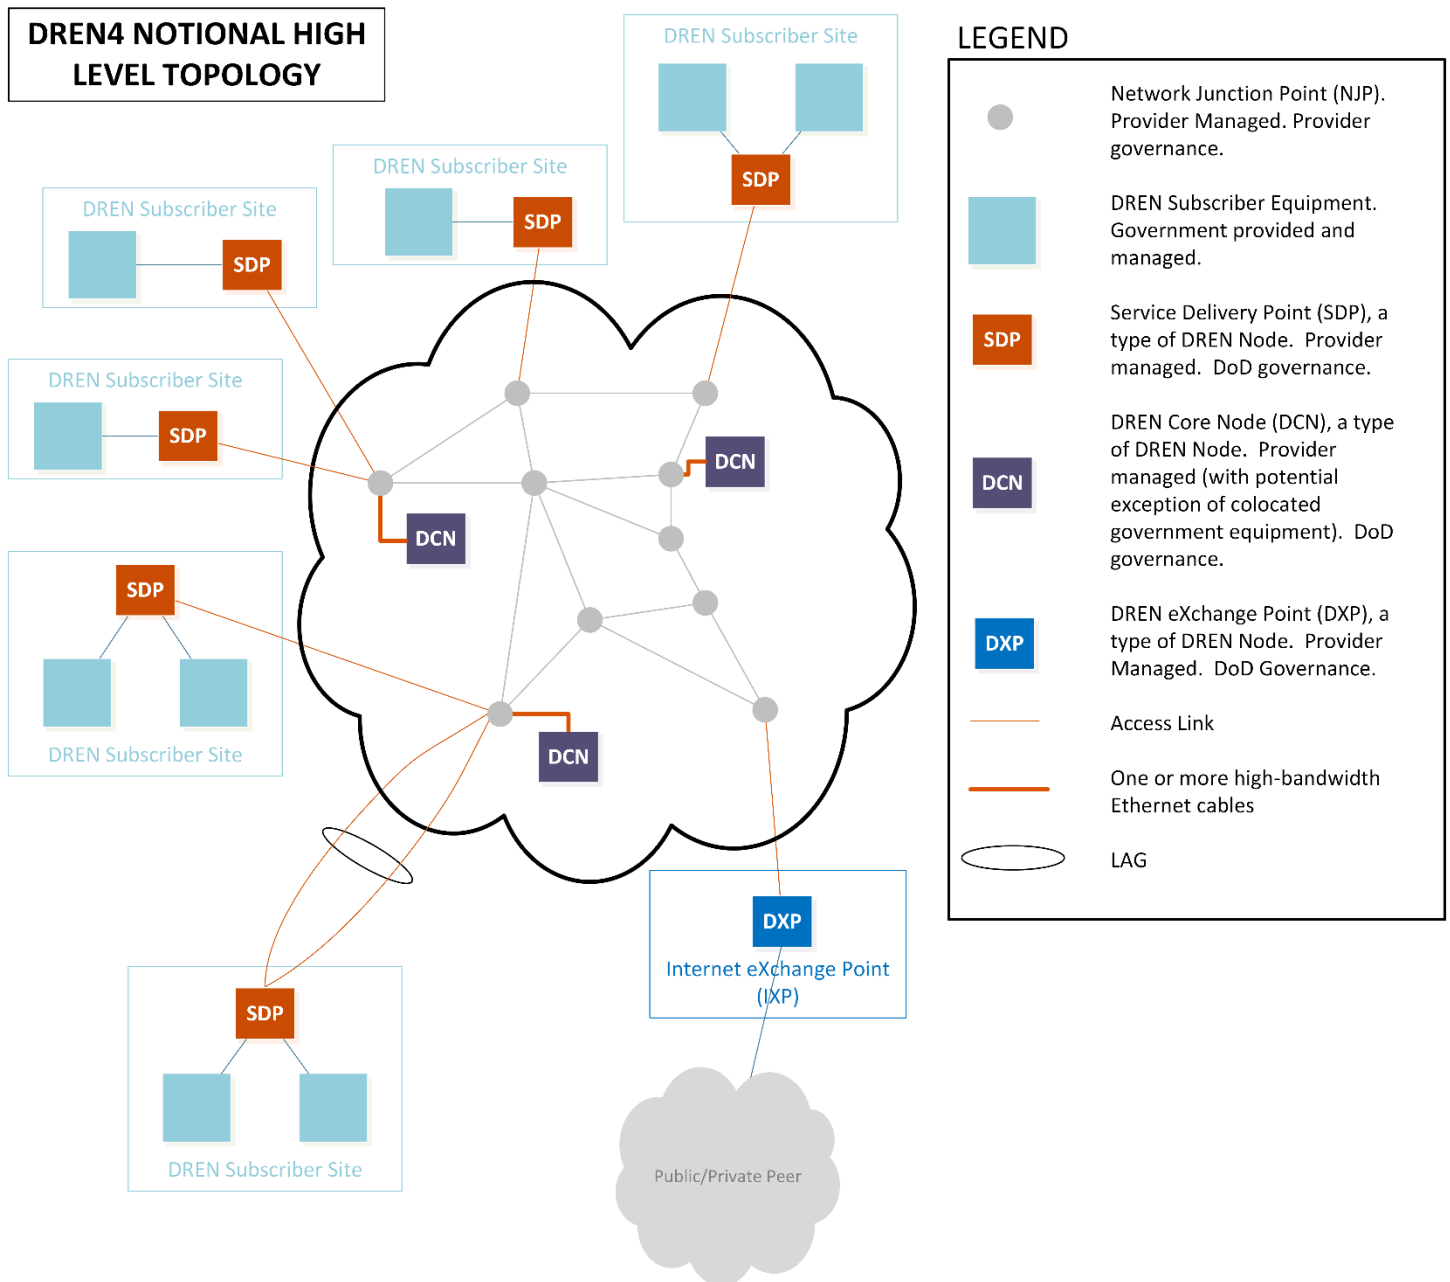 DREN4 NOTIONAL HIGH
LEVEL TOPOLOGY
DREN Subscriber Site
SDP
DREN Subscriber Site
SDP
DREN Subscriber Site
SDP
DREN Subscriber Site
SDP
SDP
DREN Subscriber Site
DCN
DCN
DCN
SDP
DREN Subscriber Site
DXP
Internet eXchange Point
(IXP)
Public/Private Peer
LEGEND
Network Junction Point (NJP).
Provider Managed. Provider
governance.
DREN Subscriber Equipment.
Government provided and
managed.
SDP
Service Delivery Point (SDP), a
type of DREN Node. Provider
managed. DoD governance.
DCN
DREN Core Node (DCN), a type
of DREN Node. Provider
managed (with potential
exception of colocated
government equipment). DoD
governance.
DXP
DREN eXchange Point (DXP), a
type of DREN Node. Provider
Managed. DoD Governance.
Access Link
One or more high-bandwidth
Ethernet cables
LAG